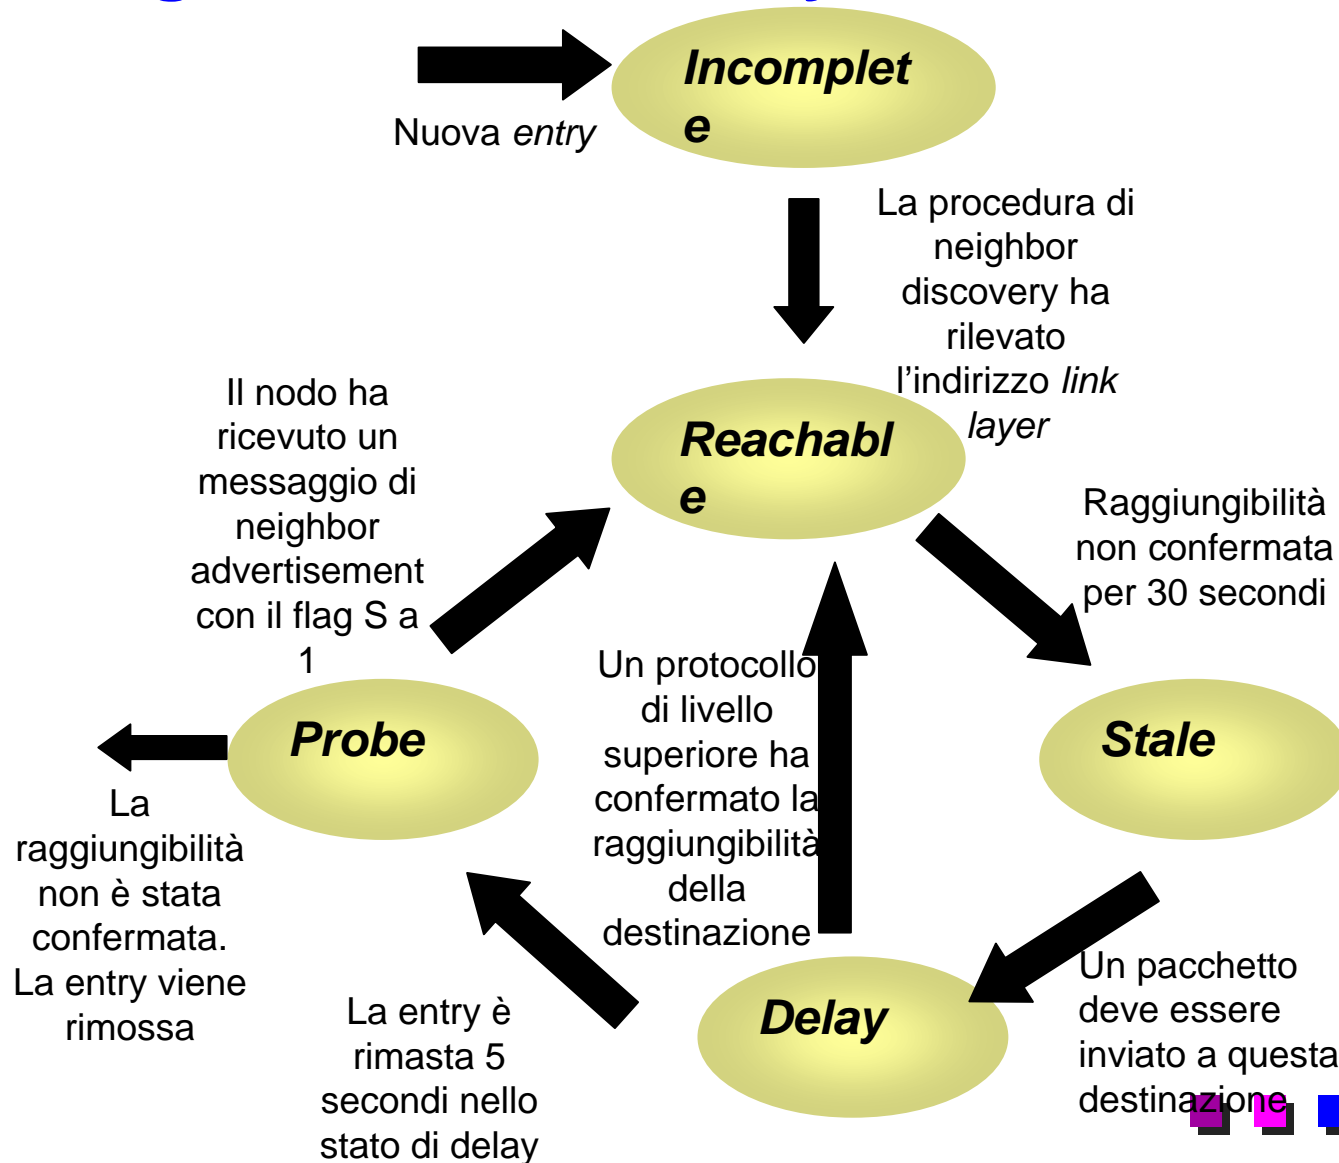 Incomplet
e
Nuova entry
La procedura di
neighbor
discovery ha
rilevato
l'indirizzo link
layer
Reachabl
e
Il nodo ha
ricevuto un
messaggio di
neighbor
advertisement
con il flag S a
1
Raggiungibilità
non confermata
per 30 secondi
Un protocollo
di livello
superiore ha
confermato la
raggiungibilità
della
destinazione
Probe
Stale
La
raggiungibilità
non è stata
confermata.
La entry viene
rimossa
La entry è
rimasta 5
secondi nello
stato di delay
Delay
Un pacchetto
deve essere
inviato a questa
destinazione